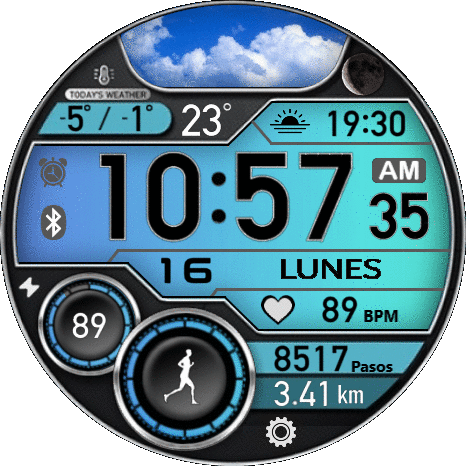 TODAY'S WEATHER
-5° / -1°
23°
19:30
10:57
AM
35
16
LUNES
89 BPM
89
8517 Pasos
3.41 km